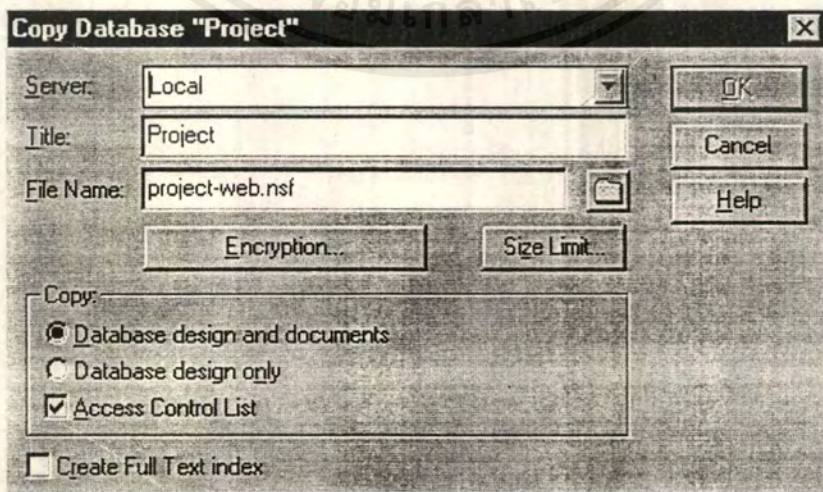 Copy Database "Project"
Server: Local
OK
Title: Project
Cancel
File Name: project-web.nsf
Help
Encryption... Size Limit...
Copy:
Database design and documents
Database design only
Access Control List
Create Full Text index